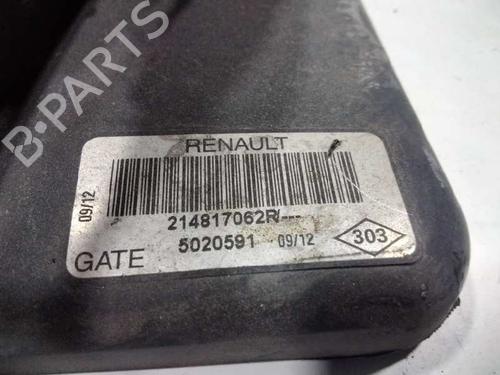 B-PARTS
RENAULT
09/12
214817062R/---
5020591 09/12
303
GATE